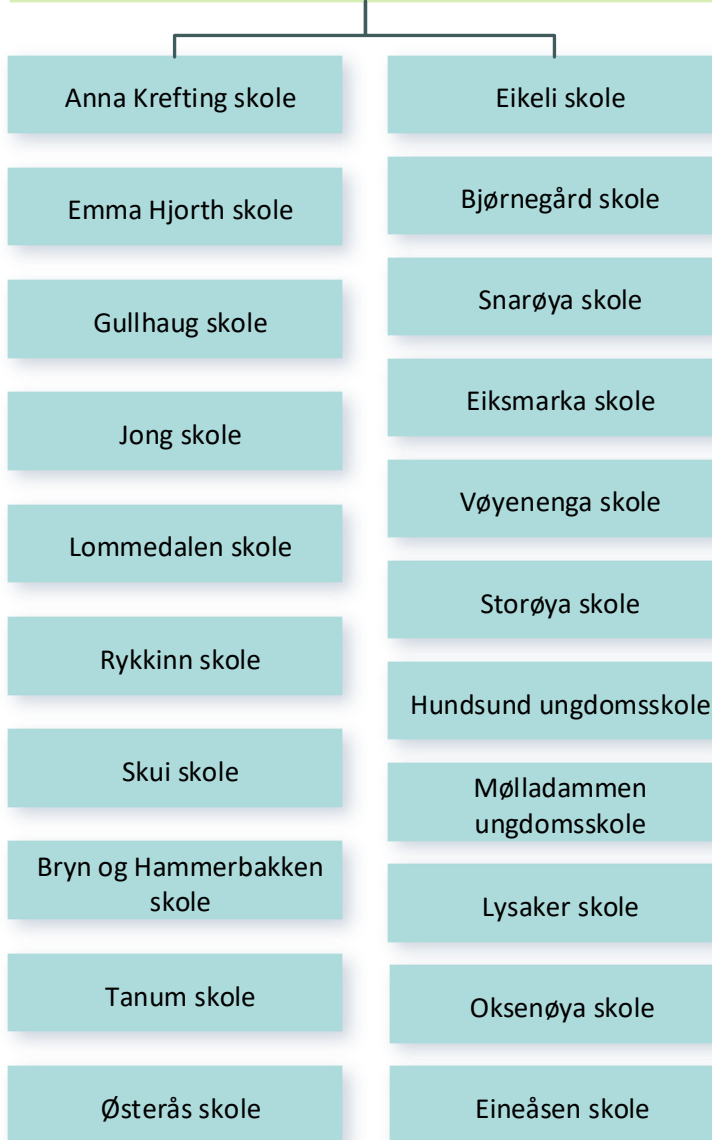 Anna Krefting skole
Emma Hjorth skole
Gullhaug skole
Jong skole
Lommedalen skole
Rykkinn skole
Skui skole
Bryn og Hammerbakken
skole
Tanum skole
Østerås skole
Eikeli skole
Bjørnegård skole
Snarøya skole
Eiksmarka skole
Vøyenenga skole
Storøya skole
Hundsund ungdomsskole
Mølladammen
ungdomsskole
Lysaker skole
Oksenøya skole
Eineåsen skole